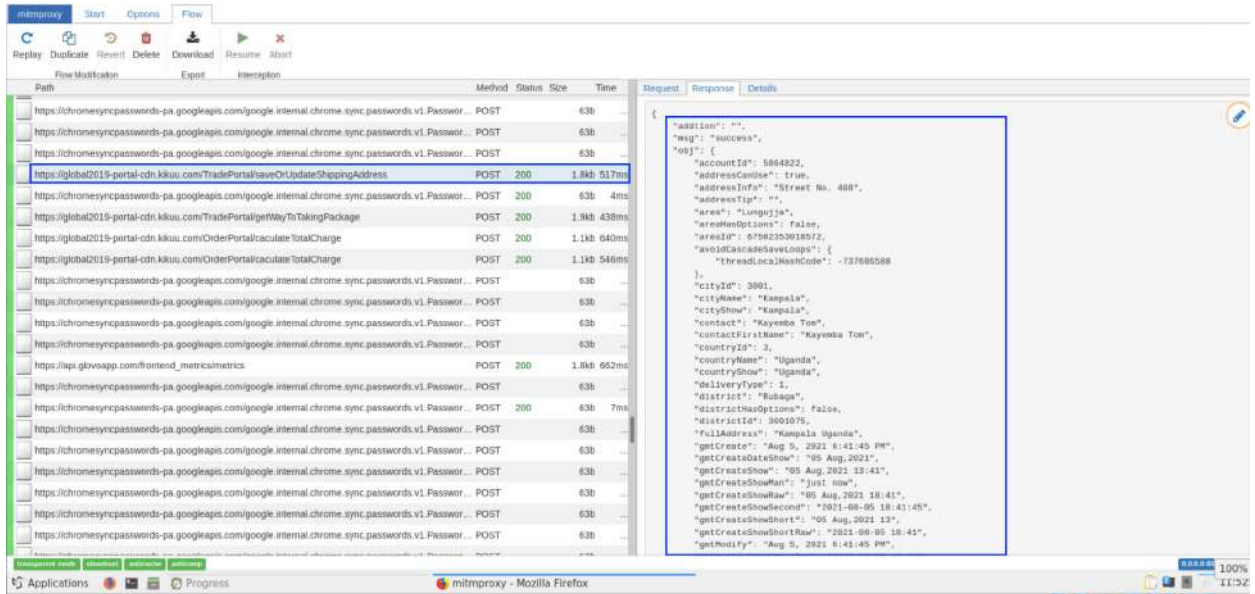 mitmproxy Start Options Flow
Replay Duplicate Revert Delete Download Resume Abort
Flow Modification Export Interception
Path Method Status Size Time
https://chromesyncpasswords-pa.googleapis.com/google.internal.chrome.sync.passwords.v1.Passwor... POST 63b ...
https://chromesyncpasswords-pa.googleapis.com/google.internal.chrome.sync.passwords.v1.Passwor... POST 63b ...
https://chromesyncpasswords-pa.googleapis.com/google.internal.chrome.sync.passwords.v1.Passwor... POST 63b ...
https://global2019-portal-cdn.kikuu.com/TradePortal/saveOrUpdateShippingAddress POST 200 1.8kb 517ms
https://chromesyncpasswords-pa.googleapis.com/google.internal.chrome.sync.passwords.v1.Passwor... POST 200 63b 4ms
https://global2019-portal-cdn.kikuu.com/TradePortal/getWayToTakingPackage POST 200 1.9kb 438ms
https://global2019-portal-cdn.kikuu.com/OrderPortal/caculateTotalCharge POST 200 1.1kb 640ms
https://global2019-portal-cdn.kikuu.com/OrderPortal/caculateTotalCharge POST 200 1.1kb 546ms
https://chromesyncpasswords-pa.googleapis.com/google.internal.chrome.sync.passwords.v1.Passwor... POST 63b ...
https://chromesyncpasswords-pa.googleapis.com/google.internal.chrome.sync.passwords.v1.Passwor... POST 63b ...
https://chromesyncpasswords-pa.googleapis.com/google.internal.chrome.sync.passwords.v1.Passwor... POST 63b ...
https://chromesyncpasswords-pa.googleapis.com/google.internal.chrome.sync.passwords.v1.Passwor... POST 63b ...
https://api.glovoapp.com/frontend_metrics/metrics POST 200 1.8kb 662ms
https://chromesyncpasswords-pa.googleapis.com/google.internal.chrome.sync.passwords.v1.Passwor... POST 63b ...
https://chromesyncpasswords-pa.googleapis.com/google.internal.chrome.sync.passwords.v1.Passwor... POST 200 63b 7ms
https://chromesyncpasswords-pa.googleapis.com/google.internal.chrome.sync.passwords.v1.Passwor... POST 63b ...
https://chromesyncpasswords-pa.googleapis.com/google.internal.chrome.sync.passwords.v1.Passwor... POST 63b ...
https://chromesyncpasswords-pa.googleapis.com/google.internal.chrome.sync.passwords.v1.Passwor... POST 63b ...
https://chromesyncpasswords-pa.googleapis.com/google.internal.chrome.sync.passwords.v1.Passwor... POST 63b ...
https://chromesyncpasswords-pa.googleapis.com/google.internal.chrome.sync.passwords.v1.Passwor... POST 63b ...
https://chromesyncpasswords-pa.googleapis.com/google.internal.chrome.sync.passwords.v1.Passwor... POST 63b ...
Request Response Details
{
"addtion": "",
"msg": "success",
"obj": {
"accountId": 5864822,
"addressCanUse": true,
"addressInfo": "Street No. 408",
"addressTip": "",
"area": "Lungujja",
"areaHasOptions": false,
"areaId": 67502353018572,
"avoidCascadeSaveLoops": {
"threadLocalHashCode": -737686588
},
"cityId": 3001,
"cityName": "Kampala",
"cityShow": "Kampala",
"contact": "Kayemba Tom",
"contactFirstName": "Kayemba Tom",
"countryId": 3,
"countryName": "Uganda",
"countryShow": "Uganda",
"deliveryType": 1,
"district": "Rubaga",
"districtHasOptions": false,
"districtId": 3001075,
"fullAddress": "Kampala Uganda",
"gmtCreate": "Aug 5, 2021 6:41:45 PM",
"gmtCreateDateShow": "05 Aug,2021",
"gmtCreateShow": "05 Aug,2021 13:41",
"gmtCreateShowMan": "just now",
"gmtCreateShowRaw": "05 Aug,2021 18:41",
"gmtCreateShowSecond": "2021-08-05 18:41:45",
"gmtCreateShowShort": "05 Aug,2021 13",
"gmtCreateShowShortRaw": "2021-08-05 18:41",
"gmtModify": "Aug 5, 2021 6:41:45 PM",
transparent mode showhost anticache anticomp
100%
Applications Progress mitmproxy - Mozilla Firefox 11:52